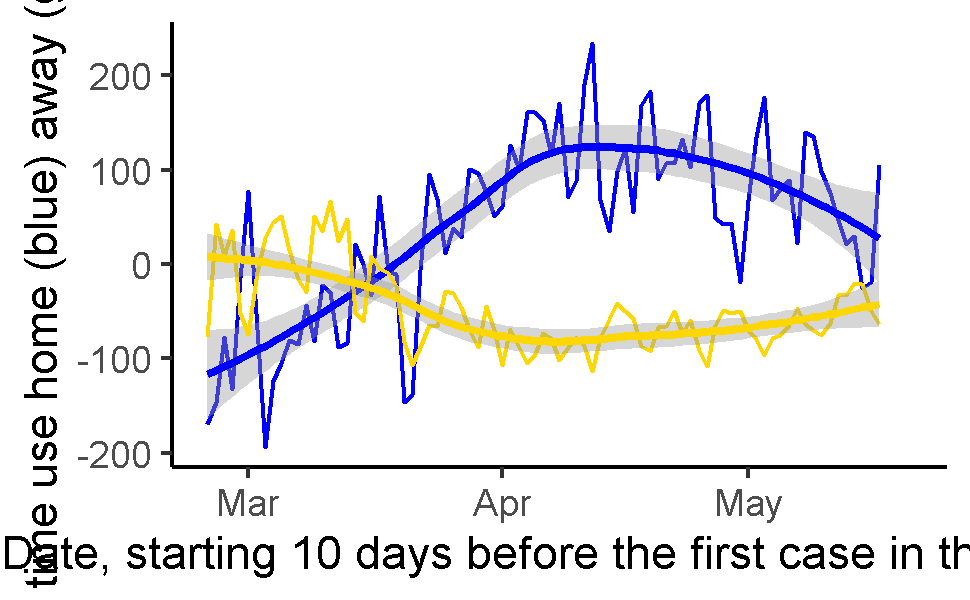 time use home (blue) away (
200
100
0
-100
-200
Mar Apr May
Date, starting 10 days before the first case in th